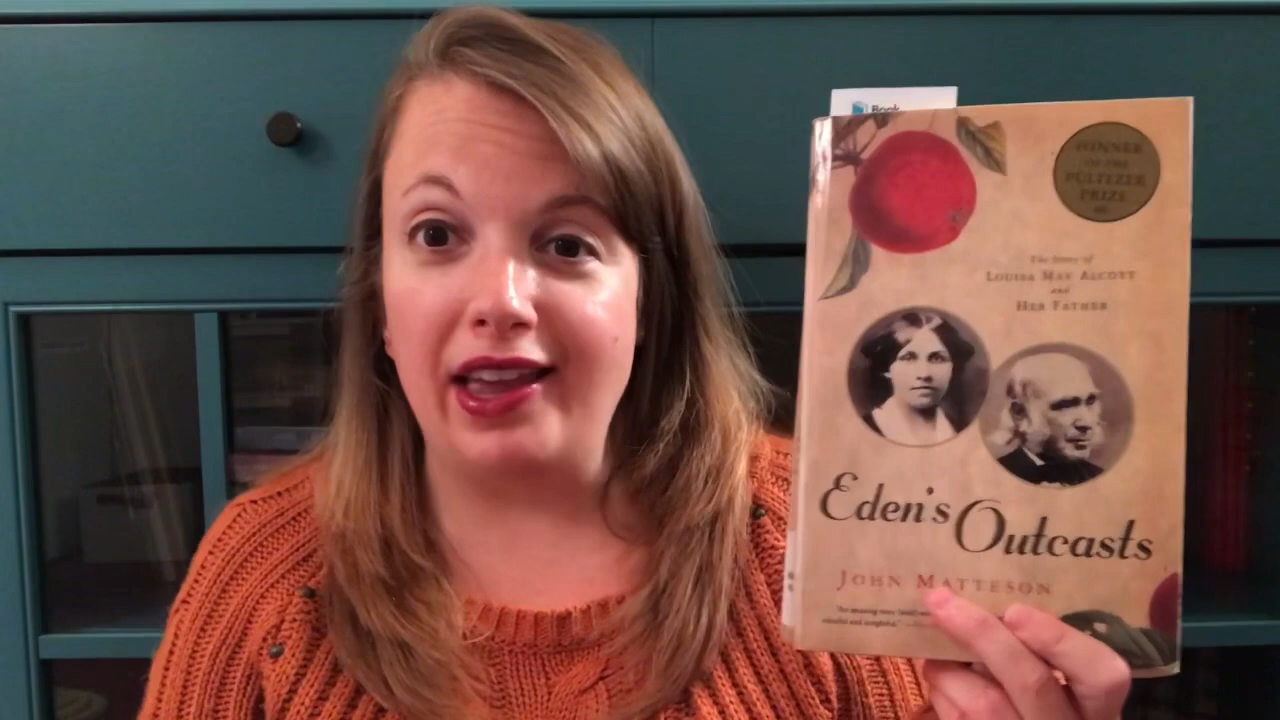 Book
WINNER
OF THE
PULITZER
PRIZE
The Story of
LOUISA MAY ALCOTT
and
HER FATHER
Eden's
Outcasts
JOHN MATTESON